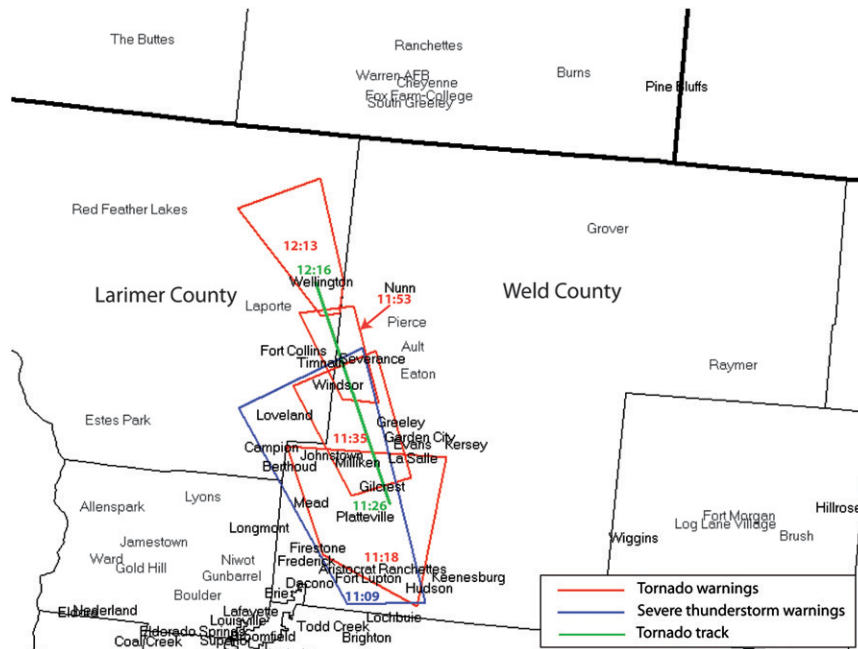 The Buttes
Ranchettes
Warren AFB
Cheyenne
Burns
Pine Bluffs
Fox Farm-College
South Greeley
Red Feather Lakes
Grover
12:13
12:16
Wellington
Nunn
Larimer County
Weld County
11:53
Laporte
Pierce
Fort Collins
Ault
Timnath
Severance
Eaton
Raymer
Windsor
Estes Park
Loveland
Greeley
11:35
Garden City
Campion
Evans
Kersey
Johnstown
La Salle
Berthoud
Milliken
Gilcrest
Lyons
Allenspark
Mead
11:26
Platteville
Fort Morgan
Hillrose
Log Lane Village
Longmont
Wiggins
Brush
Jamestown
Firestone
Ward
Niwot
Frederick
11:18
Gold Hill
Aristocrat Ranchettes
Gunbarrel
Fort Lupton
Keenesburg
Dacono
Hudson
Boulder
Erie
11:09
Tornado warnings
Eldora
Nederland
Lafayette
Lochbuie
Severe thunderstorm warnings
Louisville
Todd Creek
Eldorado Springs
Tornado track
Coal Creek
Superior
Brighton